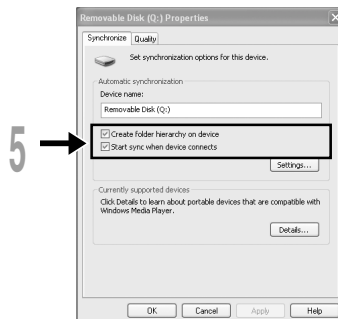 Removable Disk (Q:) Properties
Synchronize Quality
Set synchronization options for this device.
Automatic synchronization
Device name:
Removable Disk (Q:)
5
Create folder hierarchy on device
Start sync when device connects
Settings...
Currently supported devices
Click Details to learn about portable devices that are compatible with
Windows Media Player.
Details...
OK Cancel Apply Help